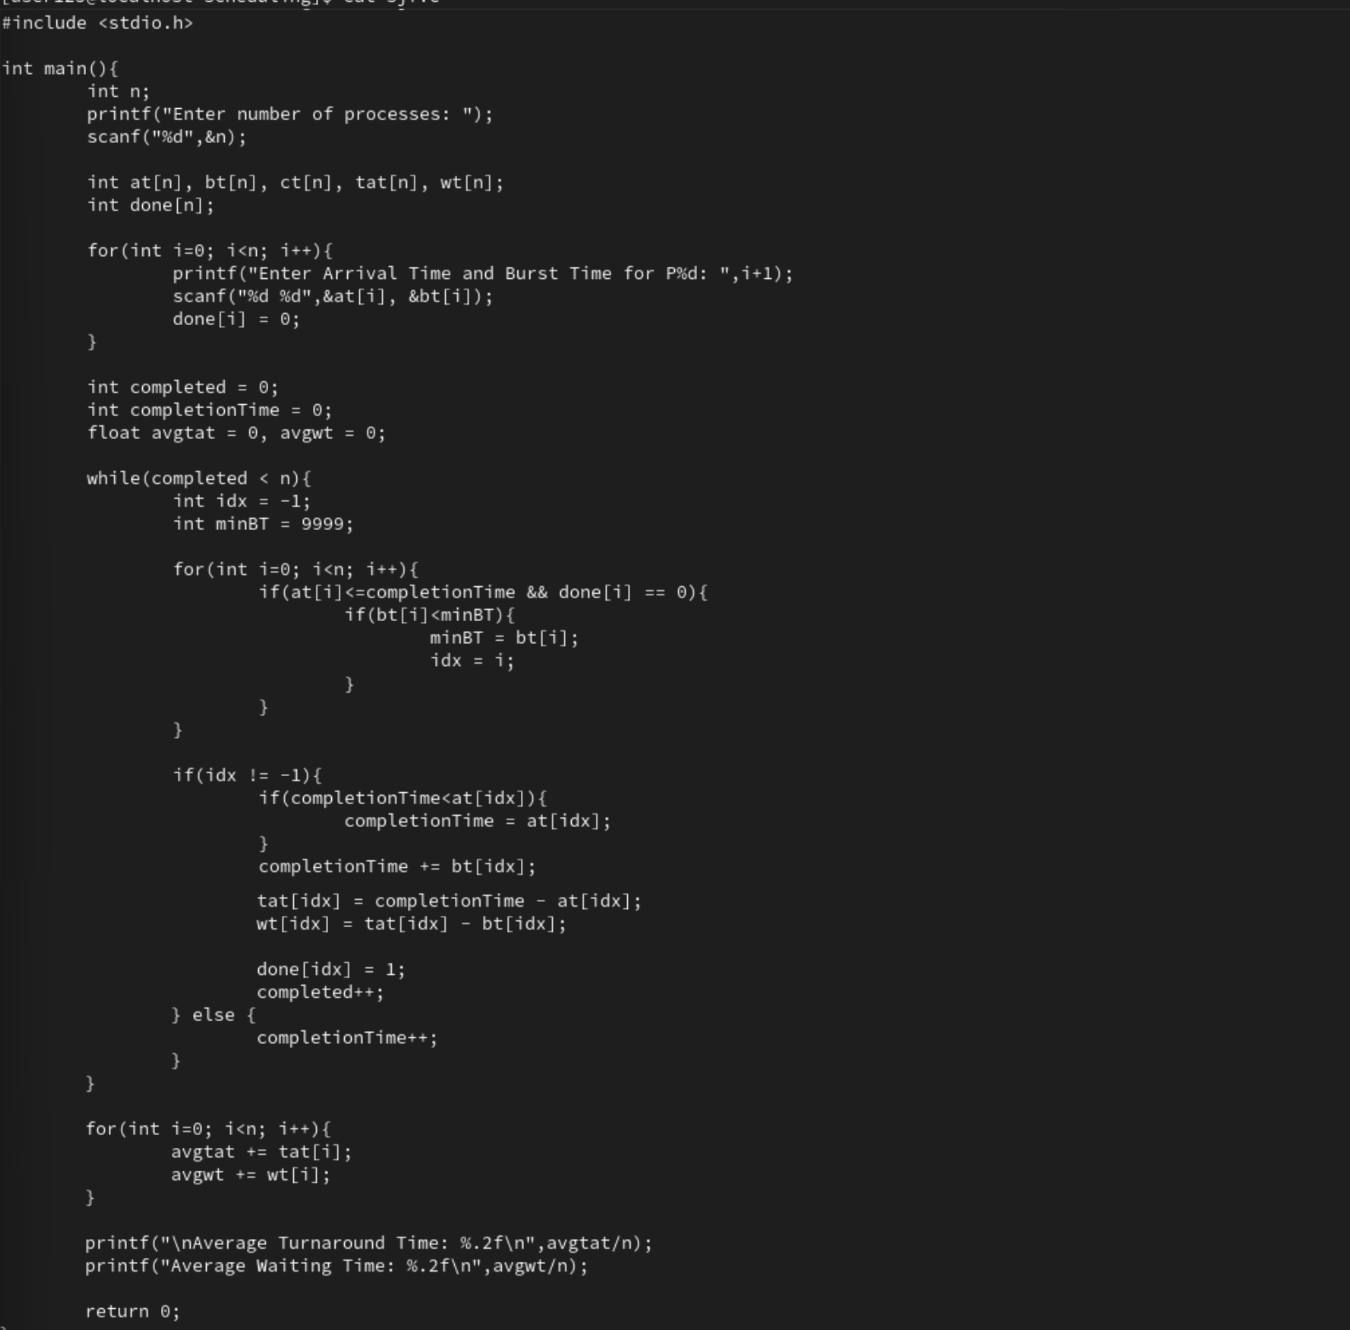 #include <stdio.h>

int main(){
        int n;
        printf("Enter number of processes: ");
        scanf("%d",&n);

        int at[n], bt[n], ct[n], tat[n], wt[n];
        int done[n];

        for(int i=0; i<n; i++){
                printf("Enter Arrival Time and Burst Time for P%d: ",i+1);
                scanf("%d %d",&at[i], &bt[i]);
                done[i] = 0;
        }

        int completed = 0;
        int completionTime = 0;
        float avgtat = 0, avgwt = 0;

        while(completed < n){
                int idx = -1;
                int minBT = 9999;

                for(int i=0; i<n; i++){
                        if(at[i]<=completionTime && done[i] == 0){
                                if(bt[i]<minBT){
                                        minBT = bt[i];
                                        idx = i;
                                }
                        }
                }

                if(idx != -1){
                        if(completionTime<at[idx]){
                                completionTime = at[idx];
                        }
                        completionTime += bt[idx];
                        tat[idx] = completionTime - at[idx];
                        wt[idx] = tat[idx] - bt[idx];

                        done[idx] = 1;
                        completed++;
                } else {
                        completionTime++;
                }
        }

        for(int i=0; i<n; i++){
                avgtat += tat[i];
                avgwt += wt[i];
        }

        printf("\nAverage Turnaround Time: %.2f\n",avgtat/n);
        printf("Average Waiting Time: %.2f\n",avgwt/n);

        return 0;